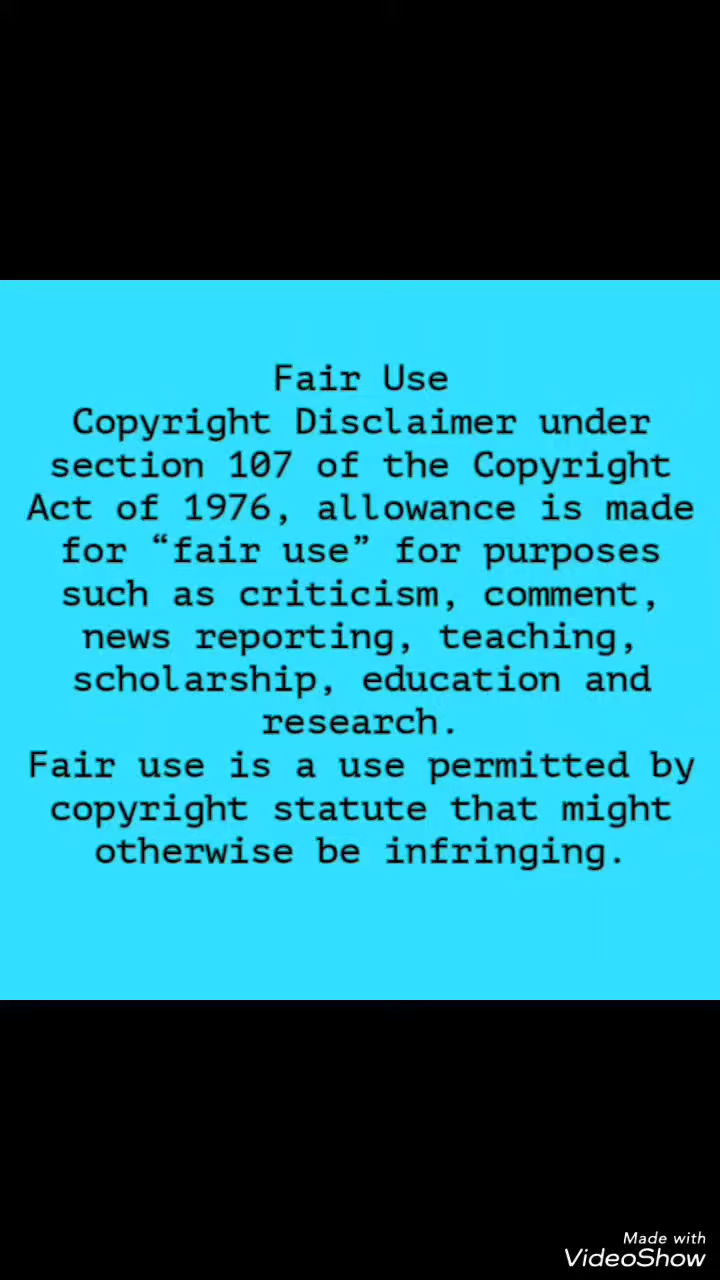 Fair Use
Copyright Disclaimer under
section 107 of the Copyright
Act of 1976, allowance is made
for “fair use” for purposes
such as criticism, comment,
news reporting, teaching,
scholarship, education and
research.
Fair use is a use permitted by
copyright statute that might
otherwise be infringing.
Made with
VideoShow